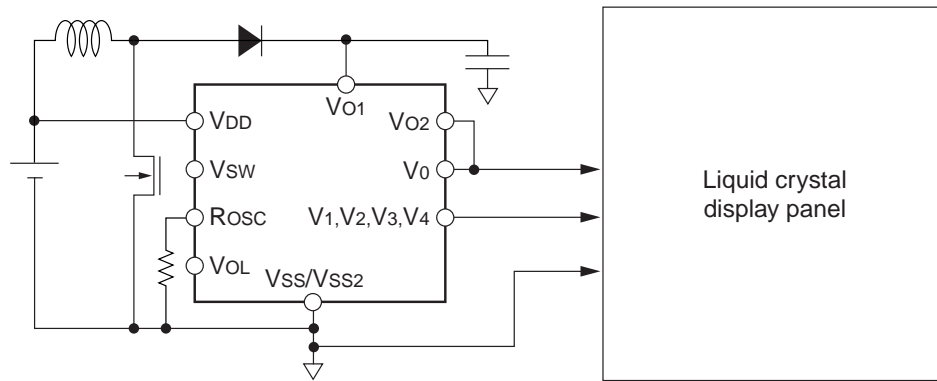 VO1
VDD
VO2
VSW
V0
ROSC
V1,V2,V3,V4
VOL
VSS/VSS2
Liquid crystal
display panel